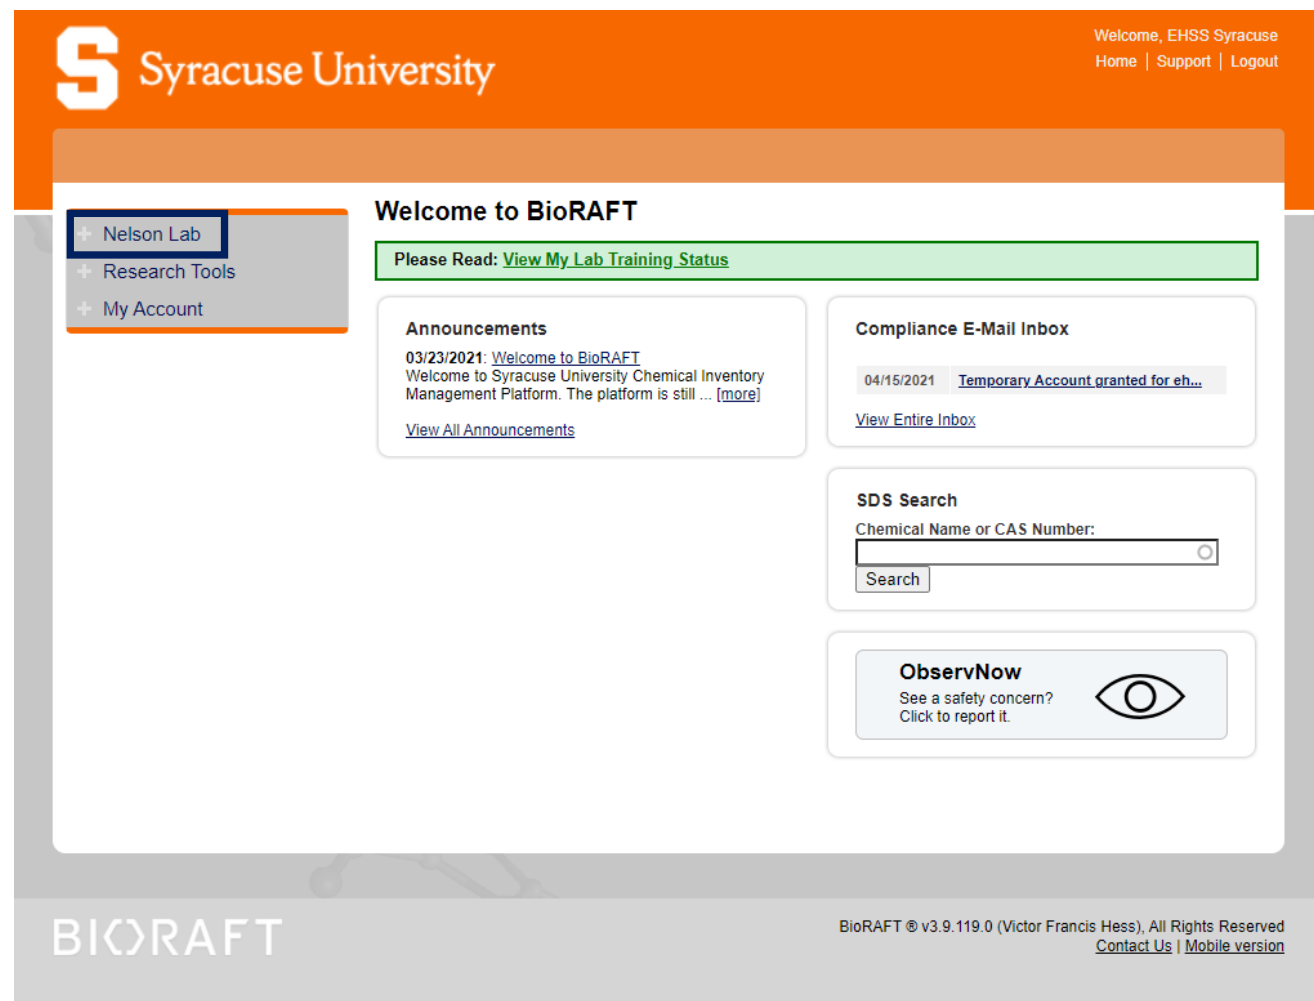 S Syracuse University
Welcome, EHSS Syracuse
Home | Support | Logout
Nelson Lab
Research Tools
My Account
Welcome to BioRAFT
Please Read: View My Lab Training Status
Announcements
03/23/2021: Welcome to BioRAFT
Welcome to Syracuse University Chemical Inventory
Management Platform. The platform is still ... [more]
View All Announcements
Compliance E-Mail Inbox
04/15/2021 Temporary Account granted for eh...
View Entire Inbox
SDS Search
Chemical Name or CAS Number:
Search
ObservNow
See a safety concern?
Click to report it.
BIORAFT
BioRAFT ® v3.9.119.0 (Victor Francis Hess), All Rights Reserved
Contact Us | Mobile version